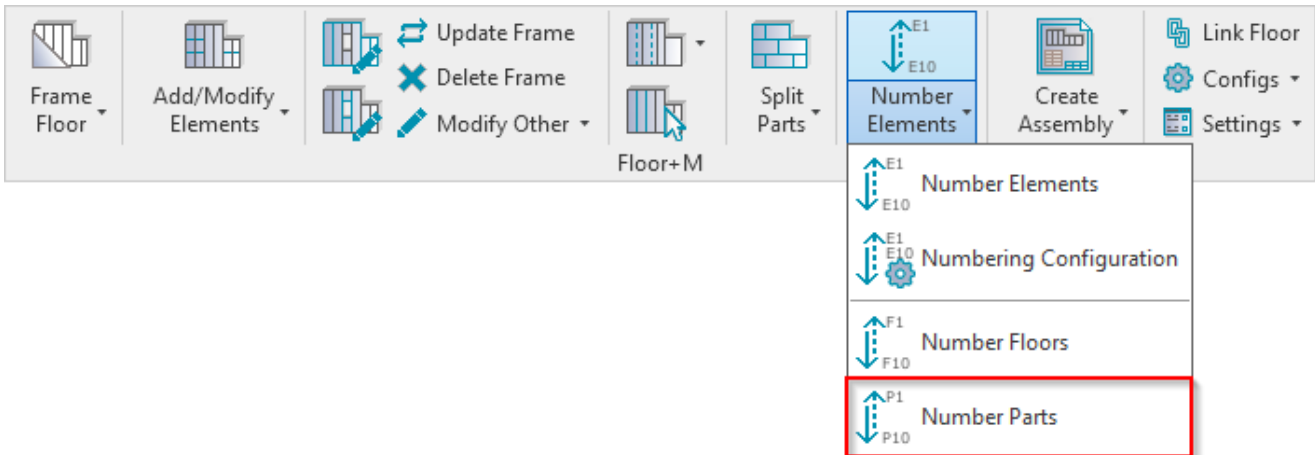 Frame
Floor
Add/Modify
Elements
Update Frame
Delete Frame
Modify Other
Split
Parts
E1
E10
Number
Elements
Create
Assembly
Link Floor
Configs
Settings
Floor+M
E1
E10
Number Elements
E1
E10
Numbering Configuration
F1
F10
Number Floors
P1
P10
Number Parts